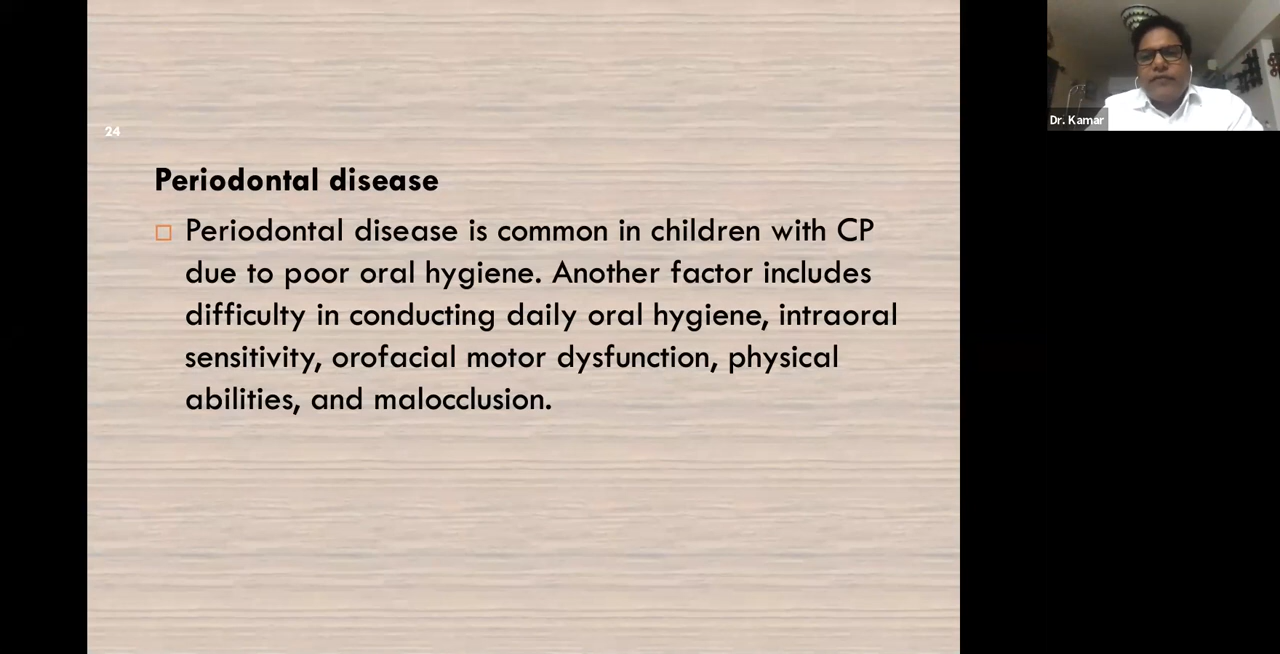 24
Periodontal disease
Periodontal disease is common in children with CP
due to poor oral hygiene. Another factor includes
difficulty in conducting daily oral hygiene, intraoral
sensitivity, orofacial motor dysfunction, physical
abilities, and malocclusion.
Dr. Kamar